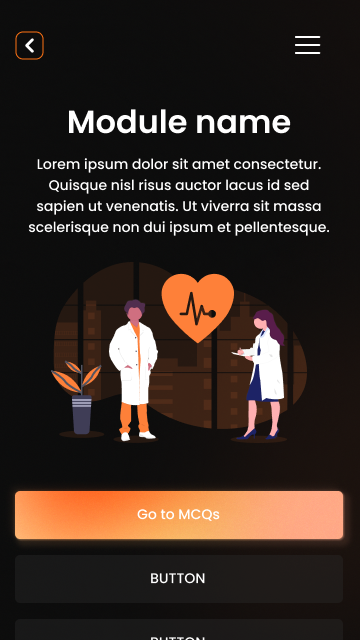 Module name
Lorem ipsum dolor sit amet consectetur.
Quisque nisl risus auctor lacus id sed
sapien ut venenatis. Ut viverra sit massa
scelerisque non dui ipsum et pellentesque.
Go to MCQs
BUTTON
BUTTON